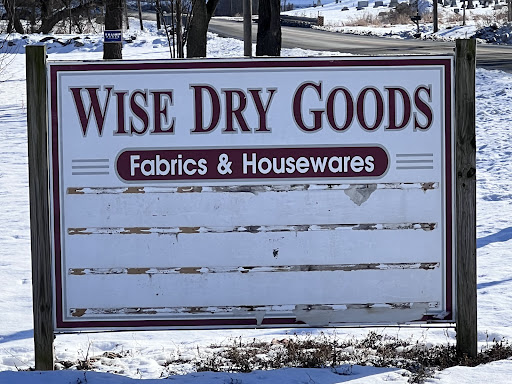 WISE DRY GOODS
Fabrics & Housewares